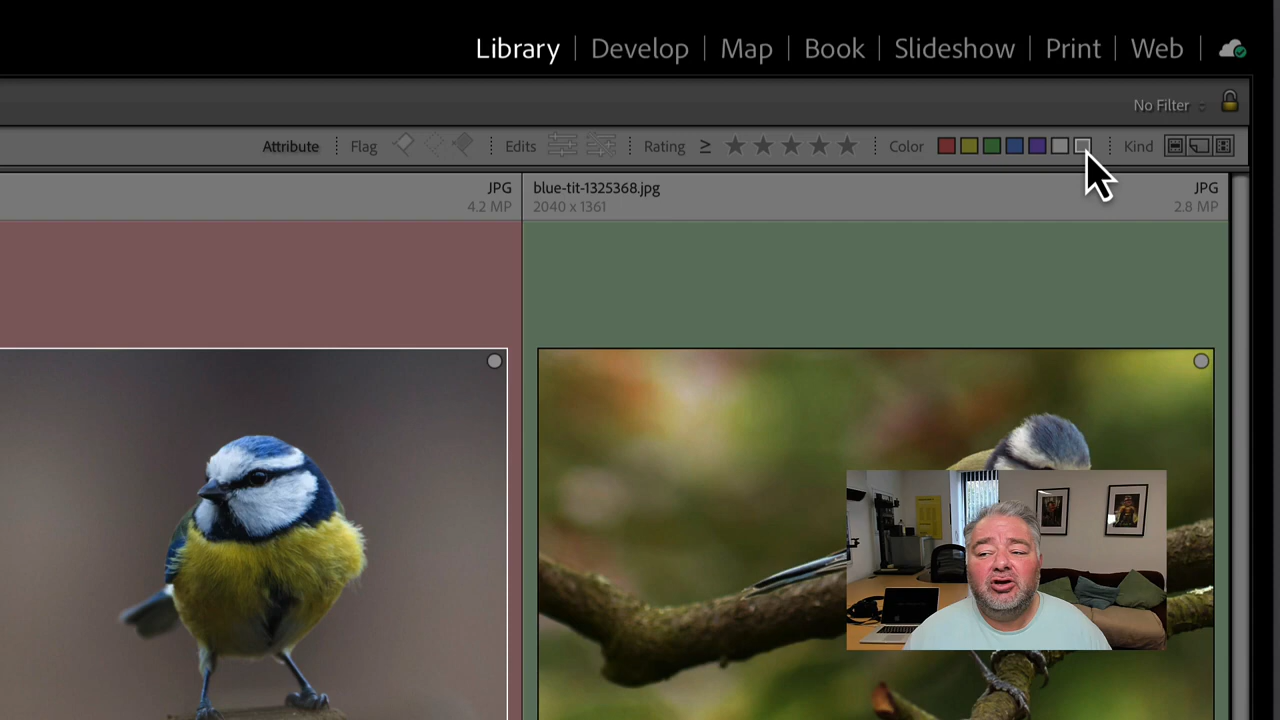 Library | Develop | Map | Book | Slideshow | Print | Web
No Filter
Attribute Flag Edits Rating ≥ Color Kind
JPG
4.2 MP
blue-tit-1325368.jpg JPG
2040 x 1361 2.8 MP